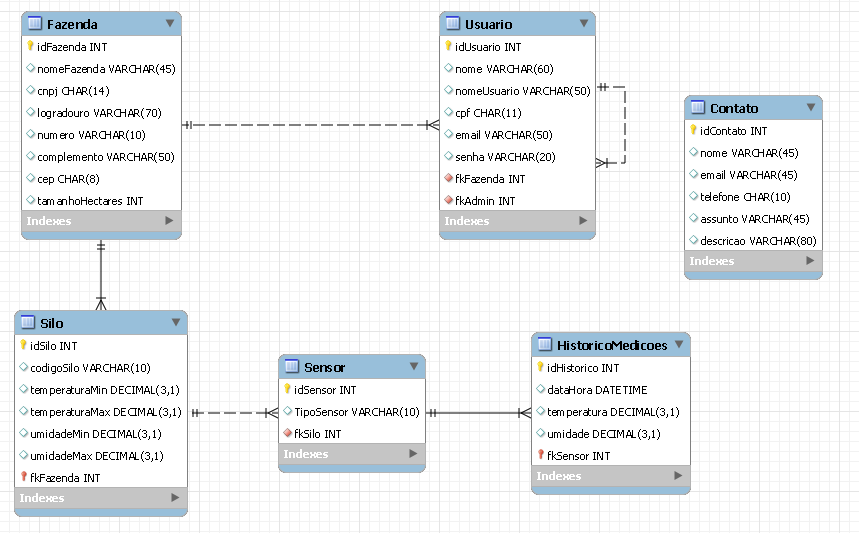 Fazenda
idFazenda INT
nomeFazenda VARCHAR(45)
cnpj CHAR(14)
logradouro VARCHAR(70)
numero VARCHAR(10)
complemento VARCHAR(50)
cep CHAR(8)
tamanhoHectares INT
Indexes
Usuario
idUsuario INT
nome VARCHAR(60)
nomeUsuario VARCHAR(50)
cpf CHAR(11)
email VARCHAR(50)
senha VARCHAR(20)
fkFazenda INT
fkAdmin INT
Indexes
Contato
idContato INT
nome VARCHAR(45)
email VARCHAR(45)
telefone CHAR(10)
assunto VARCHAR(45)
descricao VARCHAR(80)
Indexes
Silo
idSilo INT
codigoSilo VARCHAR(10)
temperaturaMin DECIMAL(3,1)
temperaturaMax DECIMAL(3,1)
umidadeMin DECIMAL(3,1)
umidadeMax DECIMAL(3,1)
fkFazenda INT
Indexes
Sensor
idSensor INT
TipoSensor VARCHAR(10)
fkSilo INT
Indexes
HistoricoMedicoes
idHistorico INT
dataHora DATETIME
temperatura DECIMAL(3,1)
umidade DECIMAL(3,1)
fkSensor INT
Indexes